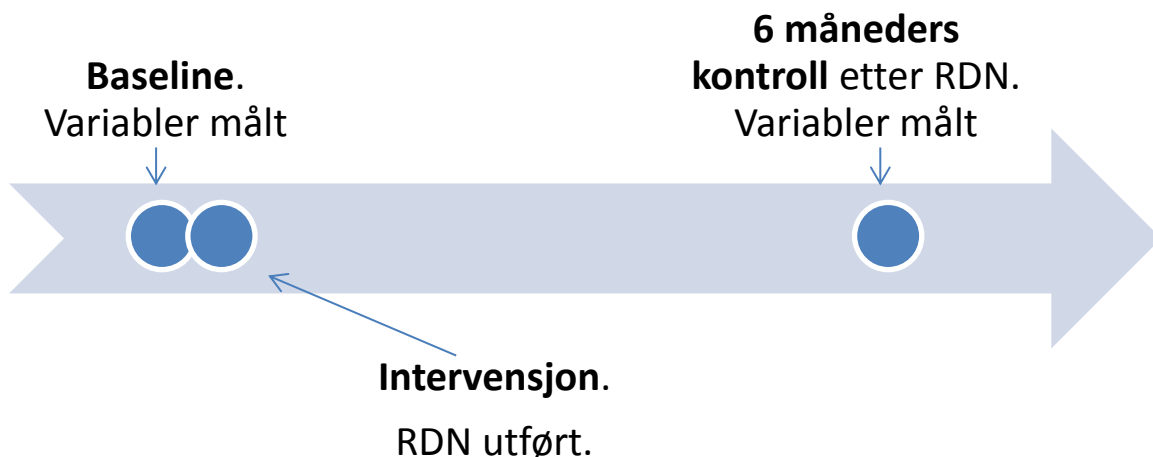 Baseline.
Variabler målt
6 måneders
kontroll etter RDN.
Variabler målt
Intervensjon.
RDN utført.